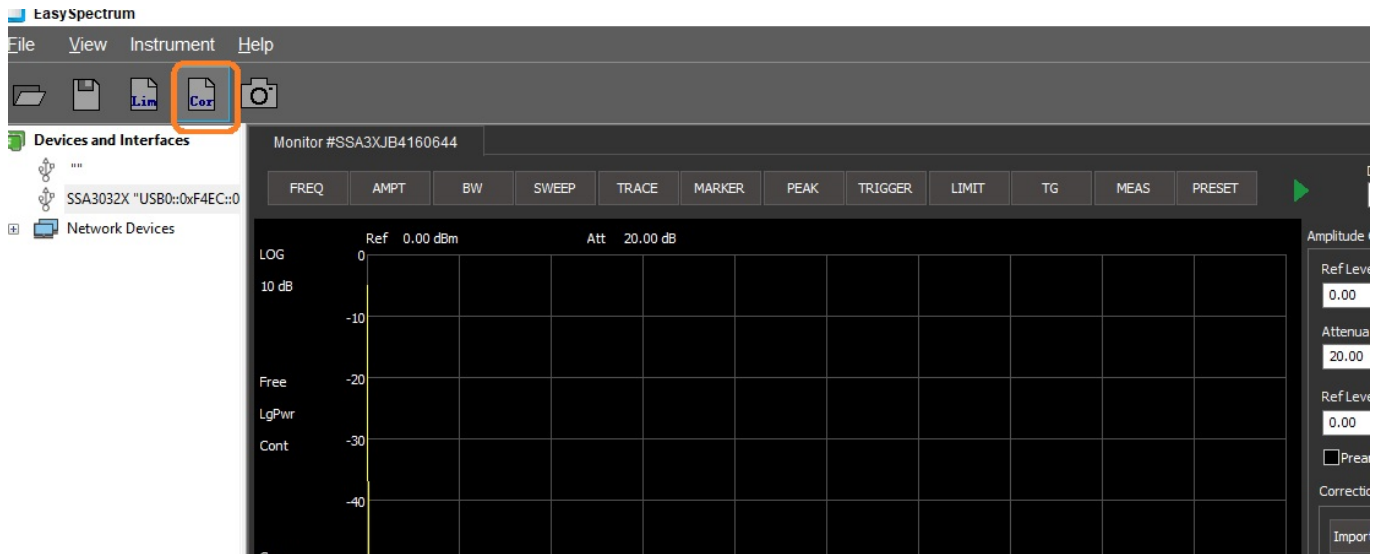 EasySpectrum
File View Instrument Help
Lim Cor
Devices and Interfaces
""
SSA3032X "USB0::0xF4EC::0
Network Devices
Monitor #SSA3XJB4160644
FREQ AMPT BW SWEEP TRACE MARKER PEAK TRIGGER LIMIT TG MEAS PRESET
Ref 0.00 dBm Att 20.00 dB
LOG
10 dB
Free
LgPwr
Cont
0
-10
-20
-30
-40
Amplitude
Ref Leve
0.00
Attenua
20.00
Ref Leve
0.00
Prear
Correctio
Impor